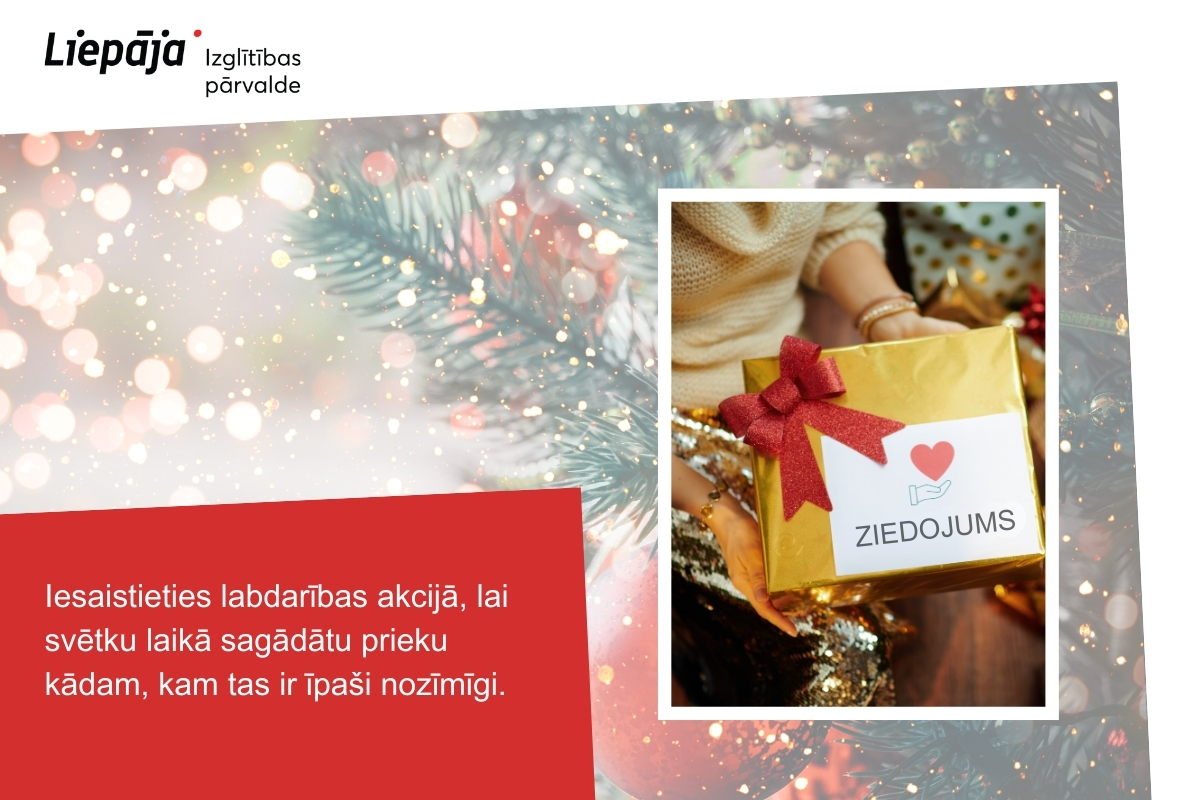 Liepāja
Izglītības
pārvalde
ZIEDOJUMS
Iesaistieties labdarības akcijā, lai
svētku laikā sagādātu prieku
kādam, kam tas ir īpaši nozīmīgi.